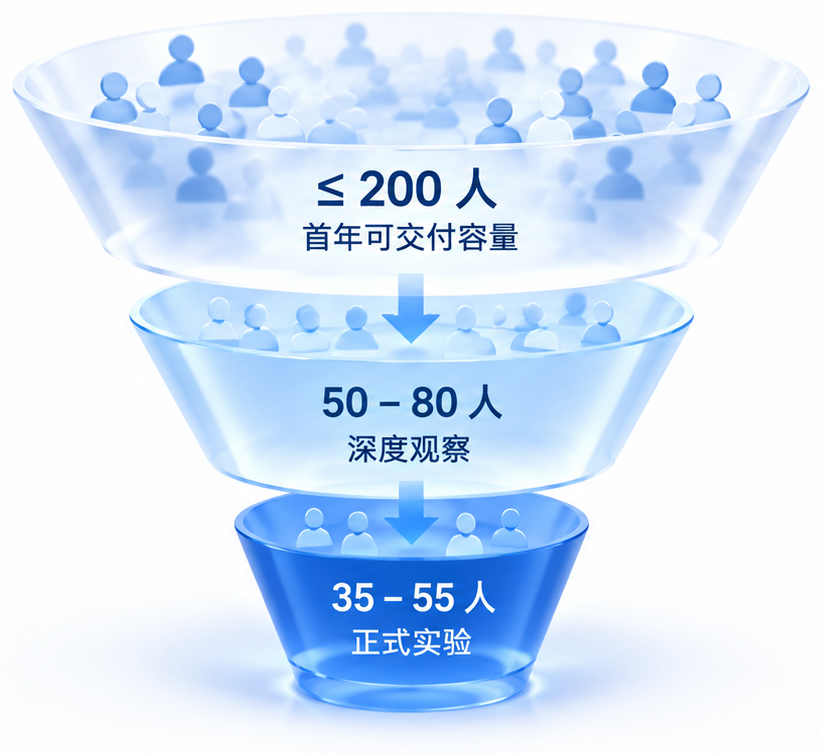 ≤ 200 人
首年可交付容量
50 – 80 人
深度观察
35 – 55 人
正式实验